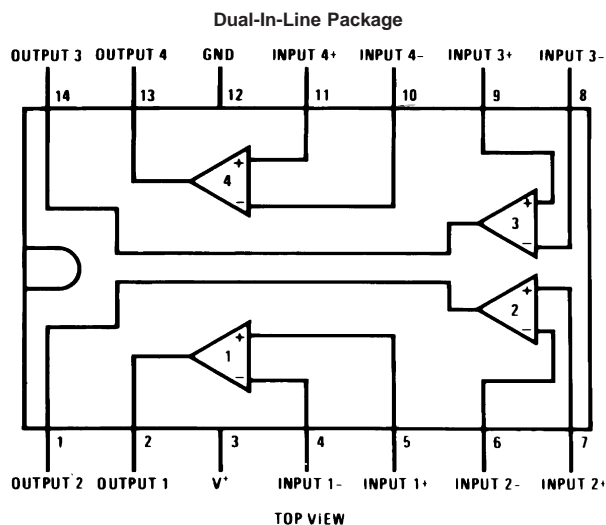 Dual-In-Line Package
OUTPUT 3 OUTPUT 4 GND INPUT 4+ INPUT 4- INPUT 3+ INPUT 3-
14 13 12 11 10 9 8
+
4
-
+
3
-
+
2
-
+
1
-
1 2 3 4 5 6 7
OUTPUT 2 OUTPUT 1 V+ INPUT 1- INPUT 1+ INPUT 2- INPUT 2+
TOP VIEW